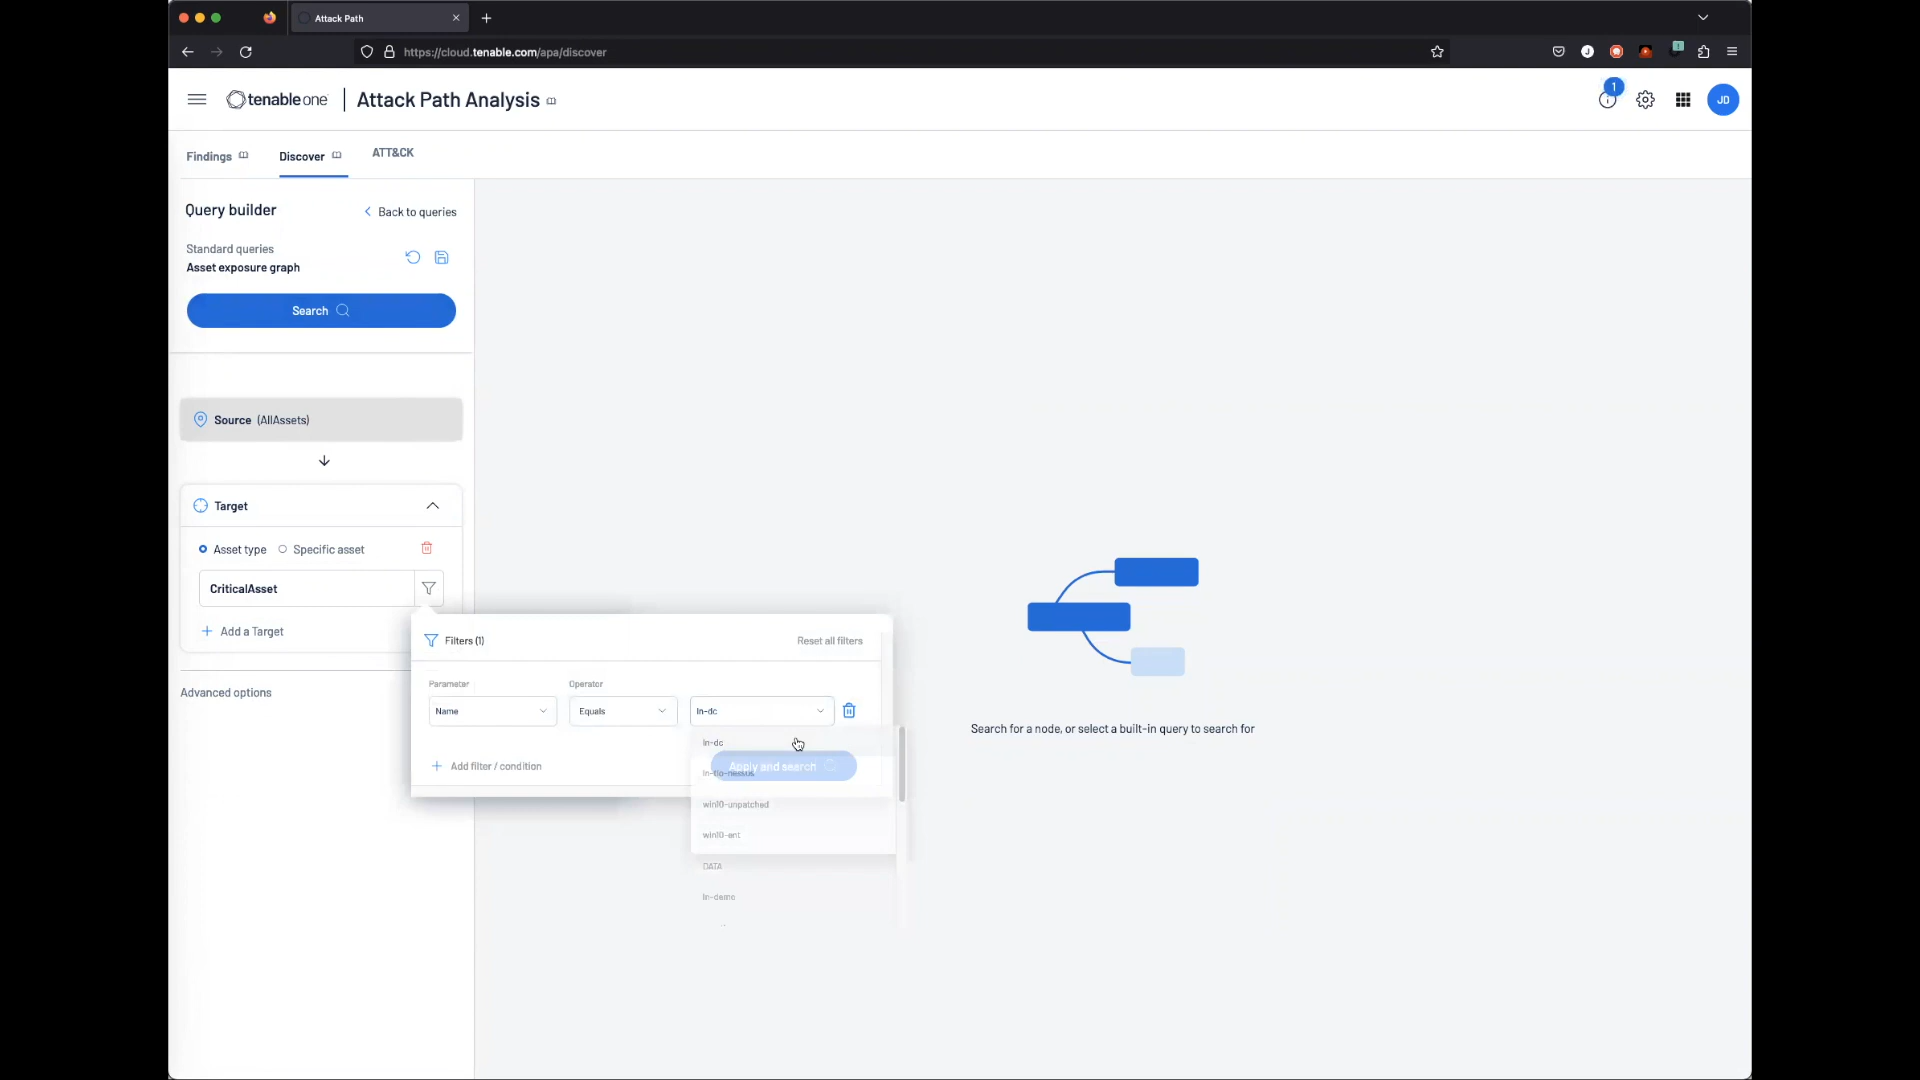 Attack Path
https://cloud.tenable.com/apa/discover
tenable one
Attack Path Analysis
1
JD
Findings
Discover
ATT&CK
Query builder
Back to queries
Standard queries
Asset exposure graph
Search
Source (AllAssets)
Target
Asset type
Specific asset
CriticalAsset
Add a Target
Filters (1)
Reset all filters
Parameter
Operator
Name
Equals
ln-dc
Advanced options
Search for a node, or select a built-in query to search for
ln-dc
Add filter / condition
Apply and search
win10-unpatched
win10-ent
DATA
ln-demo